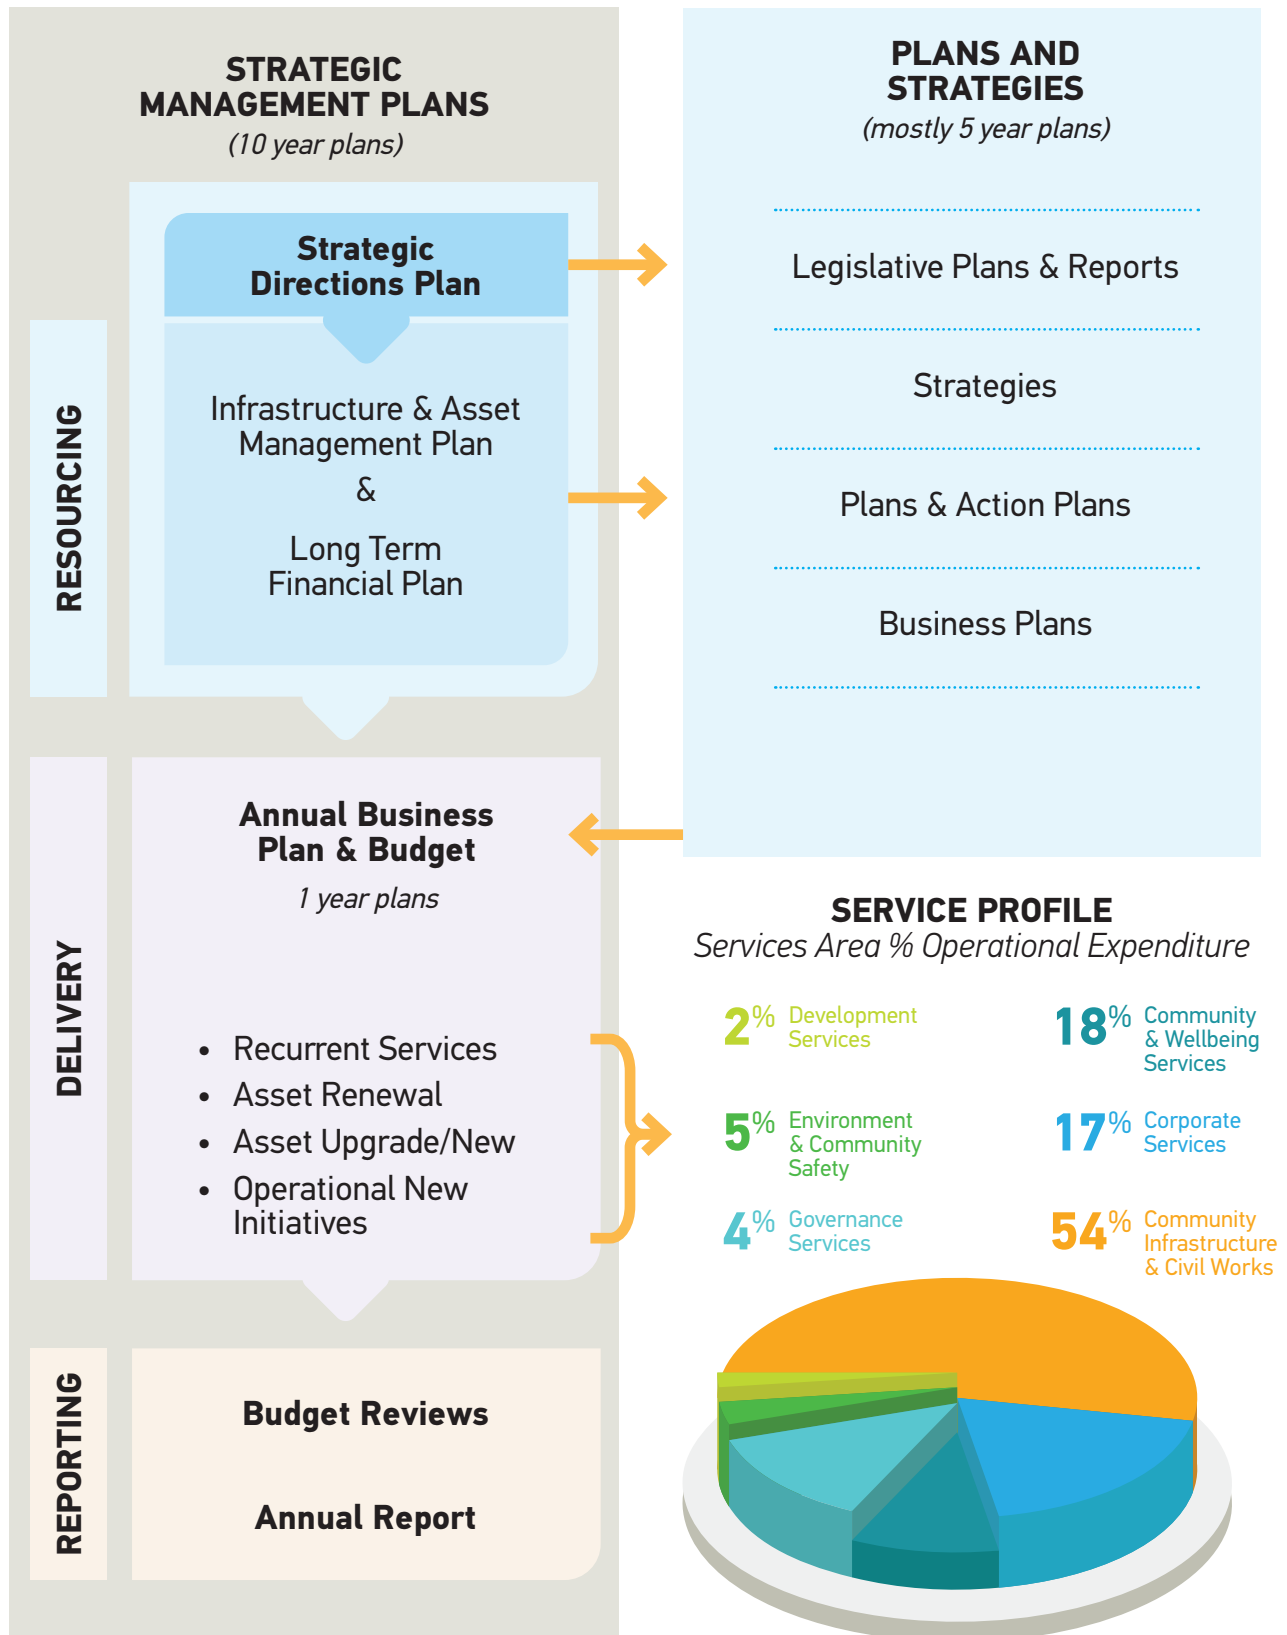 STRATEGIC
MANAGEMENT PLANS
(10 year plans)
RESOURCING
Strategic
Directions Plan
Infrastructure & Asset
Management Plan
&
Long Term
Financial Plan
PLANS AND
STRATEGIES
(mostly 5 year plans)
Legislative Plans & Reports
Strategies
Plans & Action Plans
Business Plans
DELIVERY
Annual Business
Plan & Budget
1 year plans
• Recurrent Services
• Asset Renewal
• Asset Upgrade/New
• Operational New
Initiatives
SERVICE PROFILE
Services Area % Operational Expenditure
2% Development
Services
18% Community
& Wellbeing
Services
5% Environment
& Community
Safety
17% Corporate
Services
4% Governance
Services
54% Community
Infrastructure
& Civil Works
REPORTING
Budget Reviews
Annual Report